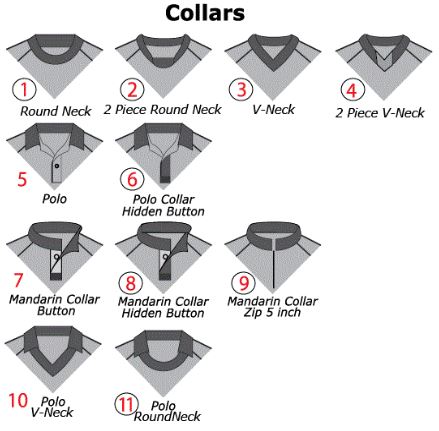 Collars
1 2 3 4
Round Neck 2 Piece Round Neck V-Neck 2 Piece V-Neck
5 6
Polo Polo Collar
Hidden Button
7 8 9
Mandarin Collar Mandarin Collar Mandarin Collar
Button Hidden Button Zip 5 inch
10 Polo 11 Polo
V-Neck RoundNeck